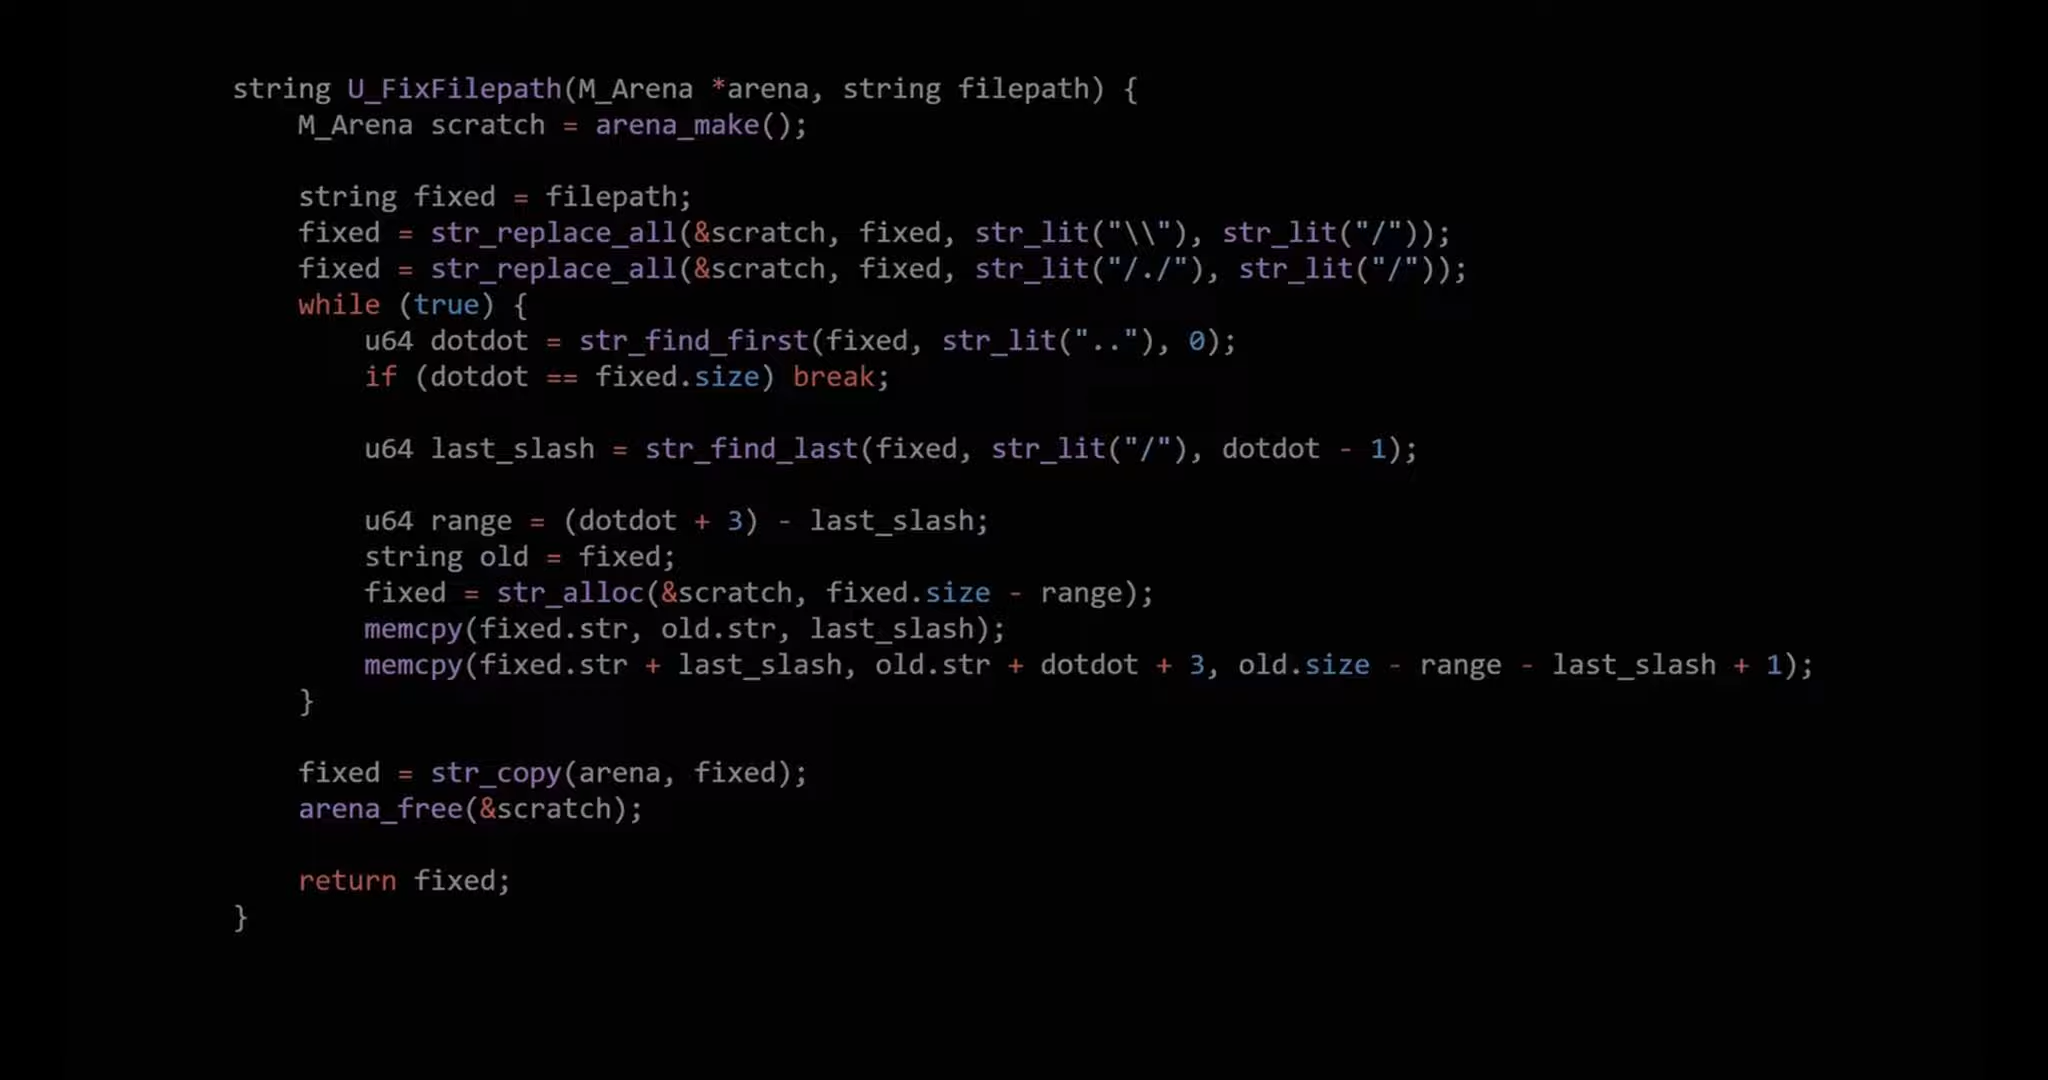 string U_FixFilepath(M_Arena *arena, string filepath) {
    M_Arena scratch = arena_make();
    string fixed = filepath;
    fixed = str_replace_all(&scratch, fixed, str_lit("\\"), str_lit("/"));
    fixed = str_replace_all(&scratch, fixed, str_lit("/./"), str_lit("/"));
    while (true) {
        u64 dotdot = str_find_first(fixed, str_lit(".."), 0);
        if (dotdot == fixed.size) break;
        u64 last_slash = str_find_last(fixed, str_lit("/"), dotdot - 1);
        u64 range = (dotdot + 3) - last_slash;
        string old = fixed;
        fixed = str_alloc(&scratch, fixed.size - range);
        memcpy(fixed.str, old.str, last_slash);
        memcpy(fixed.str + last_slash, old.str + dotdot + 3, old.size - range - last_slash + 1);
    }
    fixed = str_copy(arena, fixed);
    arena_free(&scratch);
    return fixed;
}